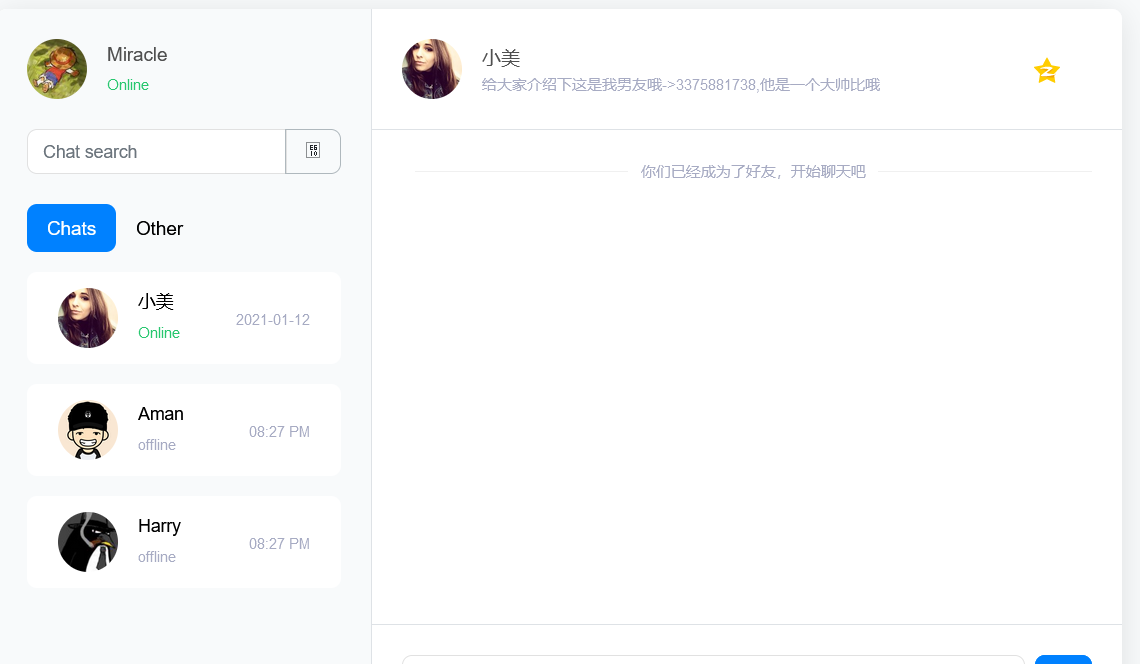 Miracle
Online
Chat search
Chats
Other
小美
Online
2021-01-12
Aman
offline
08:27 PM
Harry
offline
08:27 PM
小美
给大家介绍下这是我男友哦->3375881738,他是一个大帅比哦
你们已经成为了好友，开始聊天吧